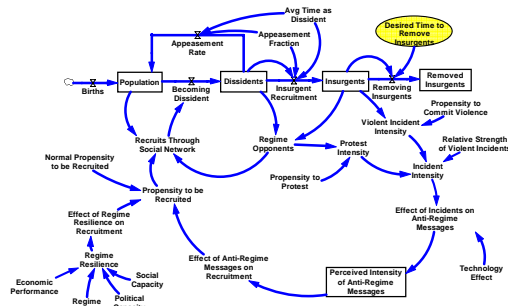 Avg Time as
Dissident
Desired Time to
Remove
Insurgents
Appeasement
Rate
Appeasement
Fraction
Births
Population
Becoming
Dissident
Dissidents
Insurgent
Recruitment
Insurgents
Removing
Insurgents
Removed
Insurgents
Propensity to
Commit Violence
Violent Incident
Intensity
Recruits Through
Social Network
Regime
Opponents
Protest
Intensity
Relative Strength
of Violent Incidents
Normal Propensity
to be Recruited
Incident
Intensity
Propensity to
Protest
Propensity to be
Recruited
Effect of Regime
Resilience on
Recruitment
Effect of Incidents on
Anti-Regime
Messages
Regime
Resilience
Effect of Anti-Regime
Messages on
Recruitment
Social
Capacity
Technology
Effect
Economic
Performance
Perceived Intensity
of Anti-Regime
Messages
Regime
Political